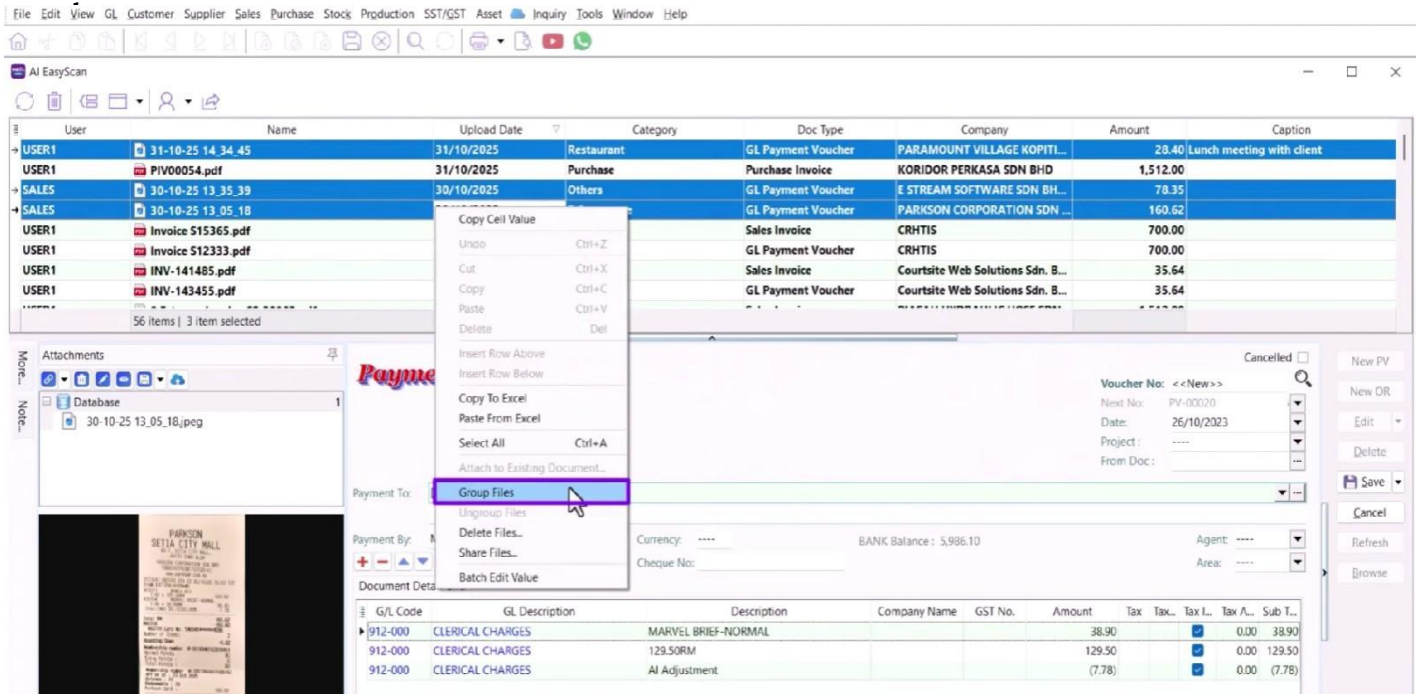 File Edit View GL Customer Supplier Sales Purchase Stock Production SST/GST Asset Inquiry Tools Window Help
AI EasyScan
User Name Upload Date Category Doc Type Company Amount Caption
USER1 31-10-25 14_34_45 31/10/2025 Restaurant GL Payment Voucher PARAMOUNT VILLAGE KOPITI... 28.40 Lunch meeting with client
USER1 PIV00054.pdf 31/10/2025 Purchase Purchase Invoice KORIDOR PERKASA SDN BHD 1,512.00
SALES 30-10-25 13_35_39 30/10/2025 Others GL Payment Voucher E STREAM SOFTWARE SDN BH... 78.35
SALES 30-10-25 13_05_18 GL Payment Voucher PARKSON CORPORATION SDN ... 160.62
USER1 Invoice S15365.pdf Sales Invoice CRHTIS 700.00
USER1 Invoice S12333.pdf GL Payment Voucher CRHTIS 700.00
USER1 INV-141485.pdf Sales Invoice Courtsite Web Solutions Sdn. B... 35.64
USER1 INV-143455.pdf GL Payment Voucher Courtsite Web Solutions Sdn. B... 35.64
56 items | 3 item selected
Copy Cell Value
Undo Ctrl+Z
Cut Ctrl+X
Copy Ctrl+C
Paste Ctrl+V
Delete Del
Insert Row Above
Insert Row Below
Copy To Excel
Paste From Excel
Select All Ctrl+A
Attach to Existing Document...
Group Files
Ungroup Files
Delete Files...
Share Files...
Batch Edit Value
More...
Note...
Attachments
Database 1
30-10-25 13_05_18.jpeg
PARKSON
SETIA CITY MALL
Payme
Cancelled
Voucher No: <<New>>
Next No: PV-00020
Date: 26/10/2023
Project : ----
From Doc :
Payment To:
Payment By: Currency: ---- BANK Balance : 5,986.10 Agent: ----
Cheque No: Area: ----
Document Deta
G/L Code GL Description Description Company Name GST No. Amount Tax Tax... Tax I... Tax A... Sub T...
912-000 CLERICAL CHARGES MARVEL BRIEF-NORMAL 38.90 0.00 38.90
912-000 CLERICAL CHARGES 129.50RM 129.50 0.00 129.50
912-000 CLERICAL CHARGES AI Adjustment (7.78) 0.00 (7.78)
New PV
New OR
Edit
Delete
Save
Cancel
Refresh
Browse